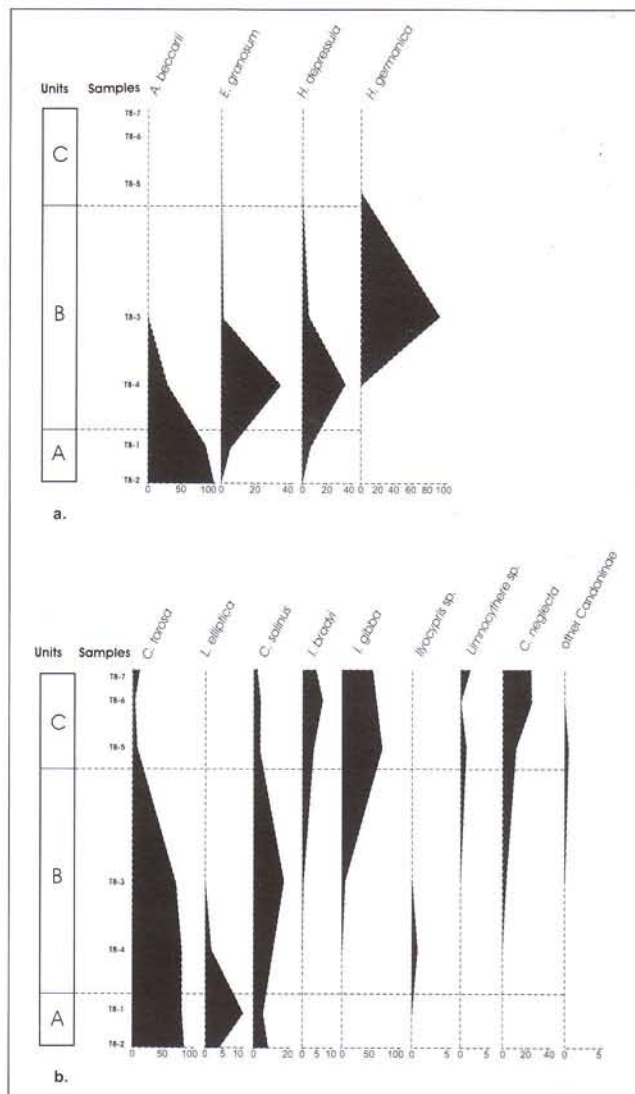 A. beccarii E. granosum H. depressula H. germanica
Units Samples
T8-7
T8-6
C
T8-5
B
T8-3
T8-4
A
T8-1
T8-2
0 50 100 0 20 40 0 20 40 0 20 40 60 80 100
a.
C. torosa L. elliptica C. salinus I. bradyi I. gibba Ilyocypris sp. Limnocythere sp. C. neglecta other Candoninae
Units Samples
T8-7
T8-6
C
T8-5
B
T8-3
T8-4
A
T8-1
T8-2
0 50 100 0 5 10 0 20 0 5 10 0 50 100 0 5 0 5 0 20 40 0 5
b.